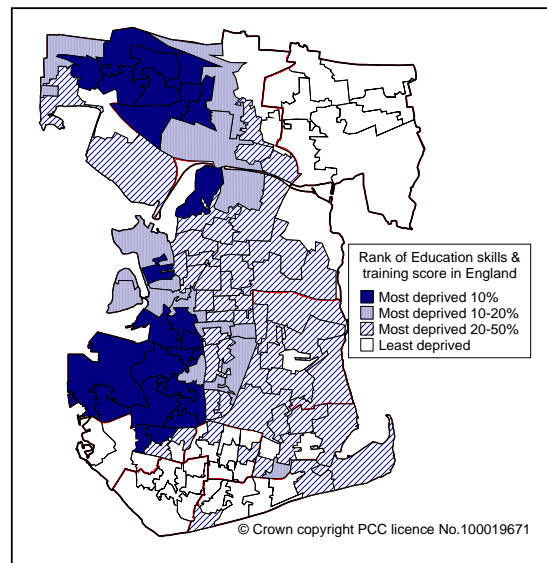 Rank of Education skills &
training score in England
Most deprived 10%
Most deprived 10-20%
Most deprived 20-50%
Least deprived
© Crown copyright PCC licence No.100019671